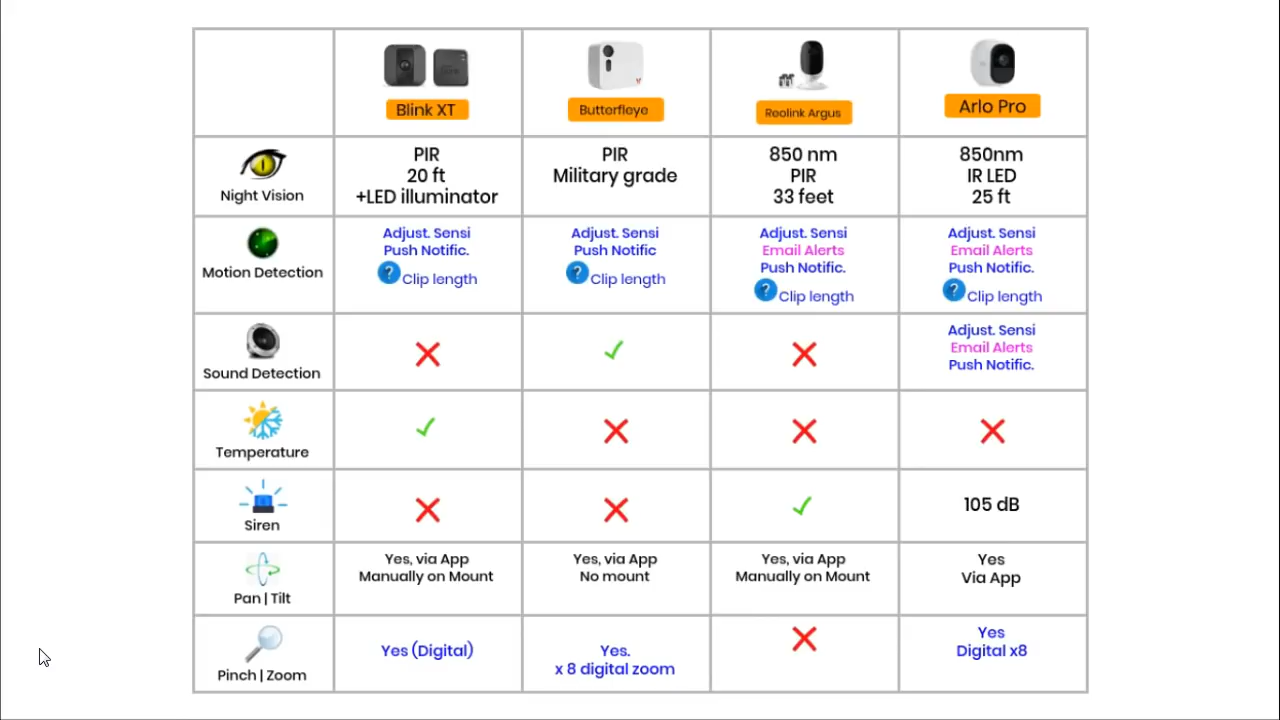 Blink XT
Butterfleye
Reolink Argus
Arlo Pro
Night Vision
PIR
20 ft
+LED illuminator
PIR
Military grade
850 nm
PIR
33 feet
850nm
IR LED
25 ft
Motion Detection
Adjust. Sensi
Push Notific.
? Clip length
Adjust. Sensi
Push Notific
? Clip length
Adjust. Sensi
Email Alerts
Push Notific.
? Clip length
Adjust. Sensi
Email Alerts
Push Notific.
? Clip length
Sound Detection
Adjust. Sensi
Email Alerts
Push Notific.
Temperature
Siren
105 dB
Pan | Tilt
Yes, via App
Manually on Mount
Yes, via App
No mount
Yes, via App
Manually on Mount
Yes
Via App
Pinch | Zoom
Yes (Digital)
Yes.
x 8 digital zoom
Yes
Digital x8